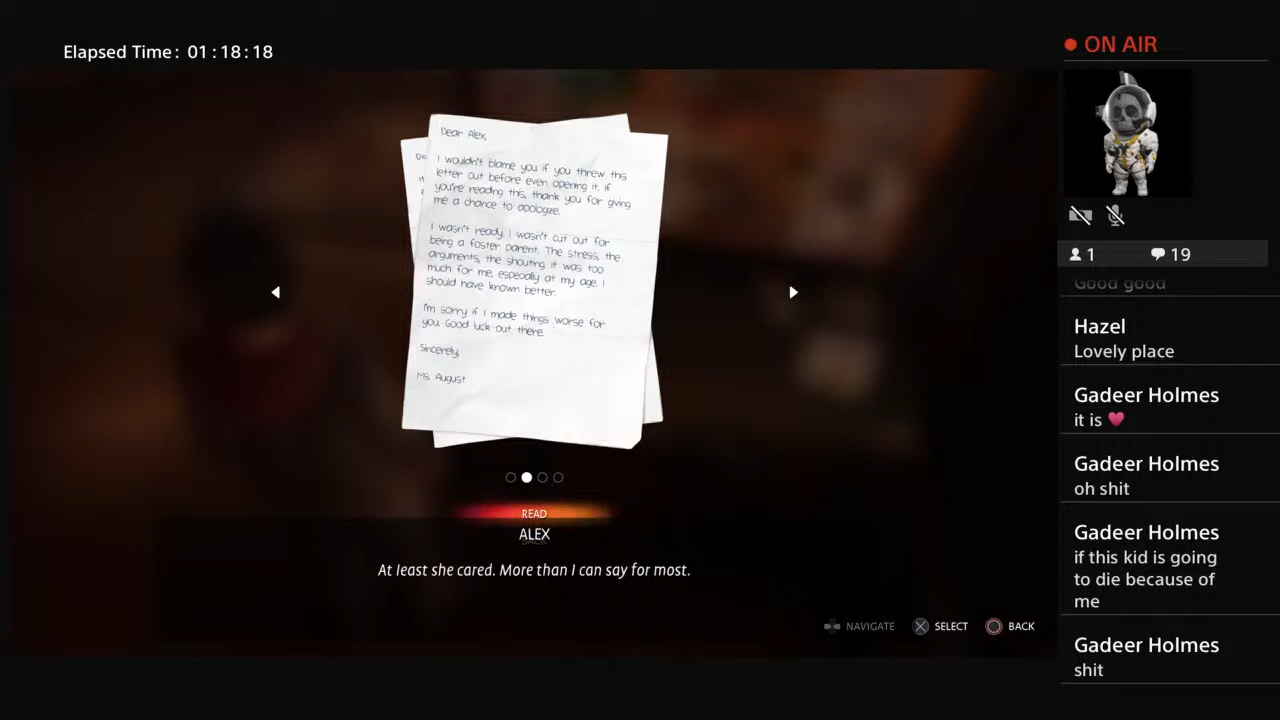 Elapsed Time: 01:18:18
ON AIR
1
19
Good good
Hazel
Lovely place
Gadeer Holmes
it is
Gadeer Holmes
oh shit
Gadeer Holmes
if this kid is going
to die because of
me
Gadeer Holmes
shit
Dear Alex,
I wouldn't blame you if you threw this
letter out before even opening it. If
you're reading this, thank you for giving
me a chance to apologize.
I wasn't ready. I wasn't cut out for
being a foster parent. The stress, the
arguments, the shouting, it was too
much for me, especially at my age. I
should have known better.
I'm sorry if I made things worse for
you. Good luck out there.
Sincerely,
Ms. August
READ
ALEX
At least she cared. More than I can say for most.
NAVIGATE
SELECT
BACK